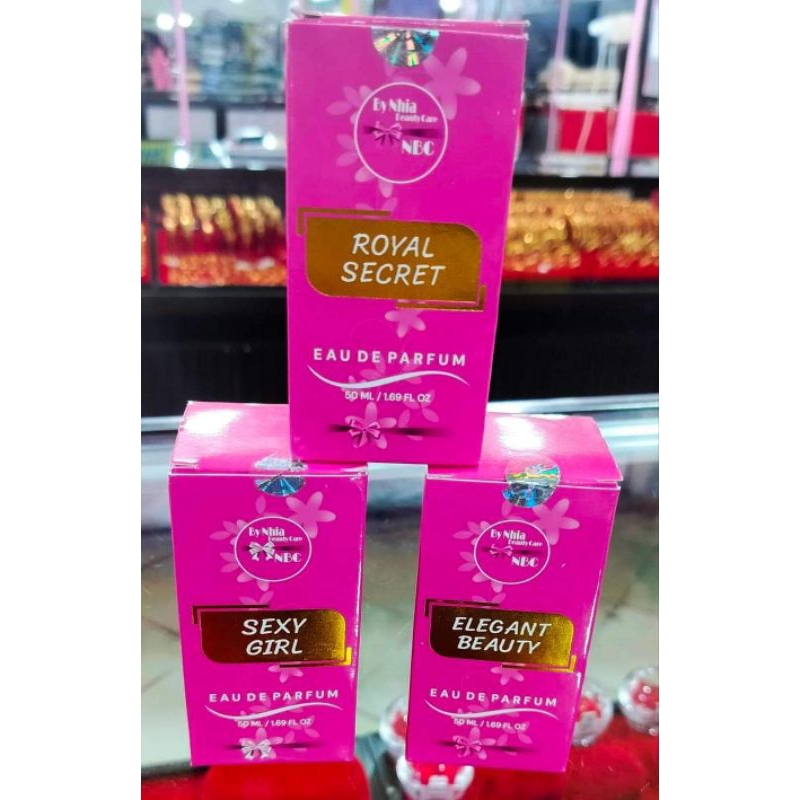 By Nhia
Beauty Care
NBC
ROYAL
SECRET
EAU DE PARFUM
50 ML / 1.69 FL OZ
By Nhia
Beauty Care
NBC
SEXY
GIRL
EAU DE PARFUM
50 ML / 1.69 FL OZ
By Nhia
Beauty Care
NBC
ELEGANT
BEAUTY
EAU DE PARFUM
50 ML / 1.69 FL OZ